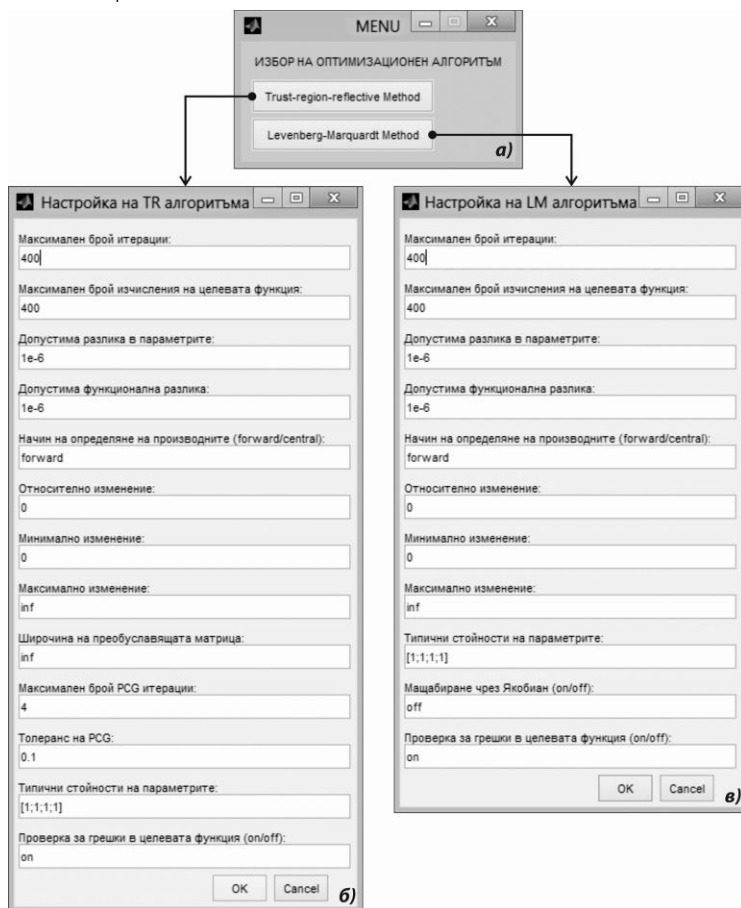 MENU
ИЗБОР НА ОПТИМИЗАЦИОНЕН АЛГОРИТЪМ
Trust-region-reflective Method
Levenberg-Marquardt Method
а)
Настройка на TR алгоритъма
Максимален брой итерации:
400
Максимален брой изчисления на целевата функция:
400
Допустима разлика в параметрите:
1e-6
Допустима функционална разлика:
1e-6
Начин на определяне на производните (forward/central):
forward
Относително изменение:
0
Минимално изменение:
0
Максимално изменение:
inf
Широчина на преобуславящата матрица:
inf
Максимален брой PCG итерации:
4
Толеранс на PCG:
0.1
Типични стойности на параметрите:
[1;1;1;1]
Проверка за грешки в целевата функция (on/off):
on
OK
Cancel
б)
Настройка на LM алгоритъма
Максимален брой итерации:
400
Максимален брой изчисления на целевата функция:
400
Допустима разлика в параметрите:
1e-6
Допустима функционална разлика:
1e-6
Начин на определяне на производните (forward/central):
forward
Относително изменение:
0
Минимално изменение:
0
Максимално изменение:
inf
Типични стойности на параметрите:
[1;1;1;1]
Мащабиране чрез Якобиан (on/off):
off
Проверка за грешки в целевата функция (on/off):
on
OK
Cancel
в)